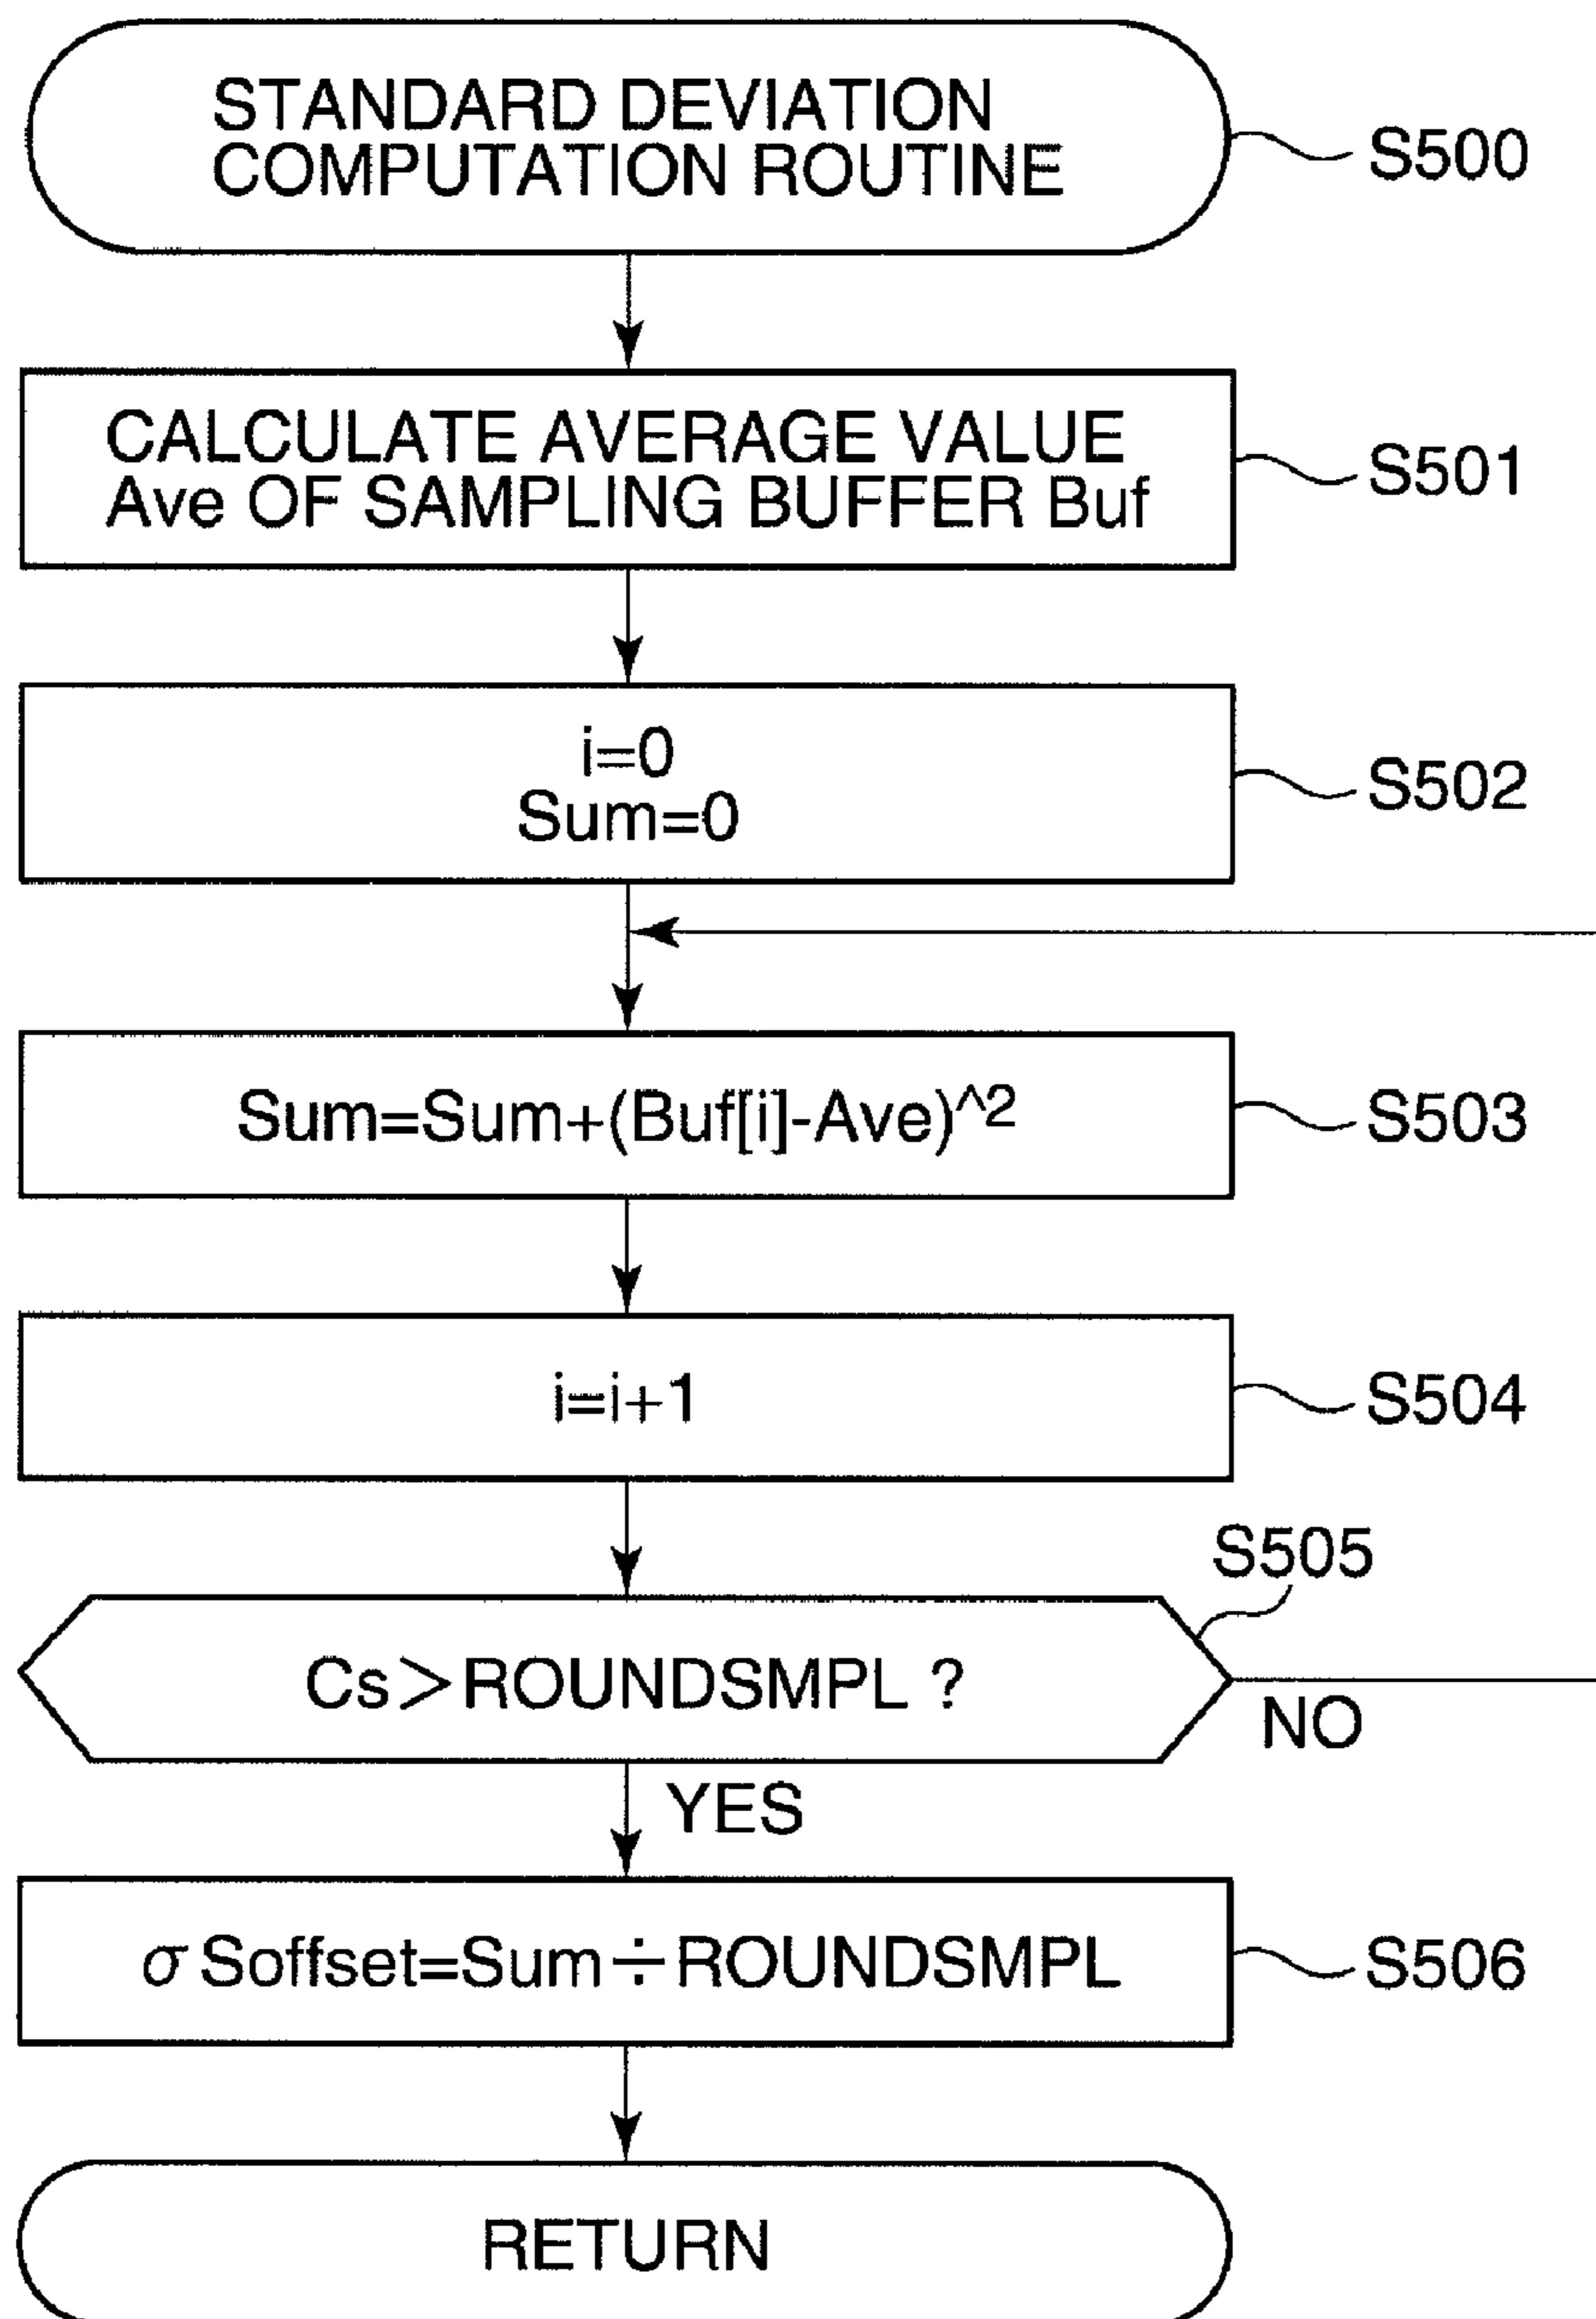 STANDARD DEVIATION
COMPUTATION ROUTINE
S500
CALCULATE AVERAGE VALUE
Ave OF SAMPLING BUFFER Buf
S501
i=0
Sum=0
S502
Sum=Sum+(Buf[i]-Ave)^2
S503
i=i+1
S504
S505
Cs>ROUNDSMPL ?
NO
YES
σ Soffset=Sum÷ROUNDSMPL
S506
RETURN